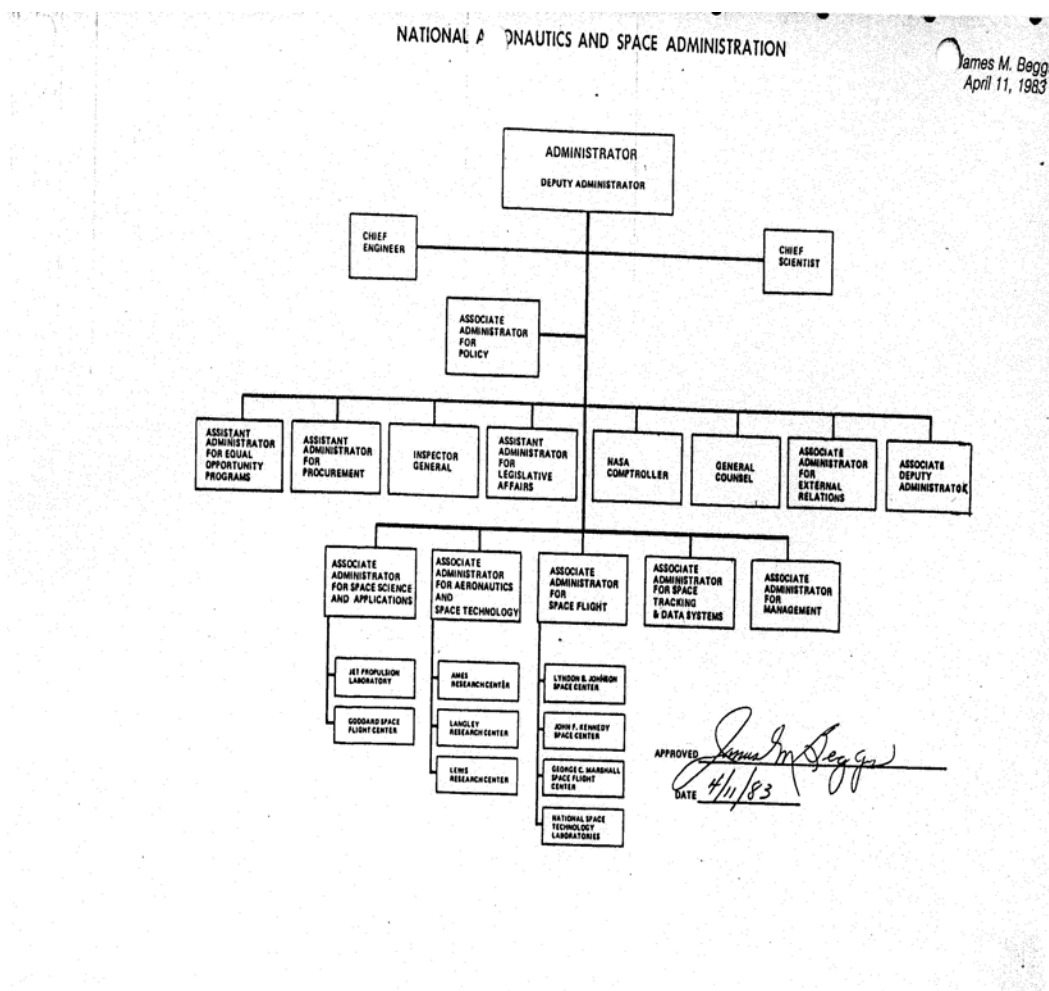 NATIONAL A ONAUTICS AND SPACE ADMINISTRATION
James M. Begg
April 11, 1983
ADMINISTRATOR
DEPUTY ADMINISTRATOR
CHIEF
ENGINEER
CHIEF
SCIENTIST
ASSOCIATE
ADMINISTRATOR
FOR
POLICY
ASSISTANT
ADMINISTRATOR
FOR EQUAL
OPPORTUNITY
PROGRAMS
ASSISTANT
ADMINISTRATOR
FOR
PROCUREMENT
INSPECTOR
GENERAL
ASSISTANT
ADMINISTRATOR
FOR
LEGISLATIVE
AFFAIRS
NASA
COMPTROLLER
GENERAL
COUNSEL
ASSOCIATE
ADMINISTRATOR
FOR
EXTERNAL
RELATIONS
ASSOCIATE
DEPUTY
ADMINISTRATOR
ASSOCIATE
ADMINISTRATOR
FOR SPACE SCIENCE
AND APPLICATIONS
ASSOCIATE
ADMINISTRATOR
FOR AERONAUTICS
AND
SPACE TECHNOLOGY
ASSOCIATE
ADMINISTRATOR
FOR
SPACE FLIGHT
ASSOCIATE
ADMINISTRATOR
FOR SPACE
TRACKING
& DATA SYSTEMS
ASSOCIATE
ADMINISTRATOR
FOR
MANAGEMENT
JET PROPULSION
LABORATORY
GODDARD SPACE
FLIGHT CENTER
AMES
RESEARCH CENTER
LANGLEY
RESEARCH CENTER
LEWIS
RESEARCH CENTER
LYNDON B. JOHNSON
SPACE CENTER
JOHN F. KENNEDY
SPACE CENTER
GEORGE C. MARSHALL
SPACE FLIGHT
CENTER
NATIONAL SPACE
TECHNOLOGY
LABORATORIES
APPROVED James M Beggs
DATE 4/11/83